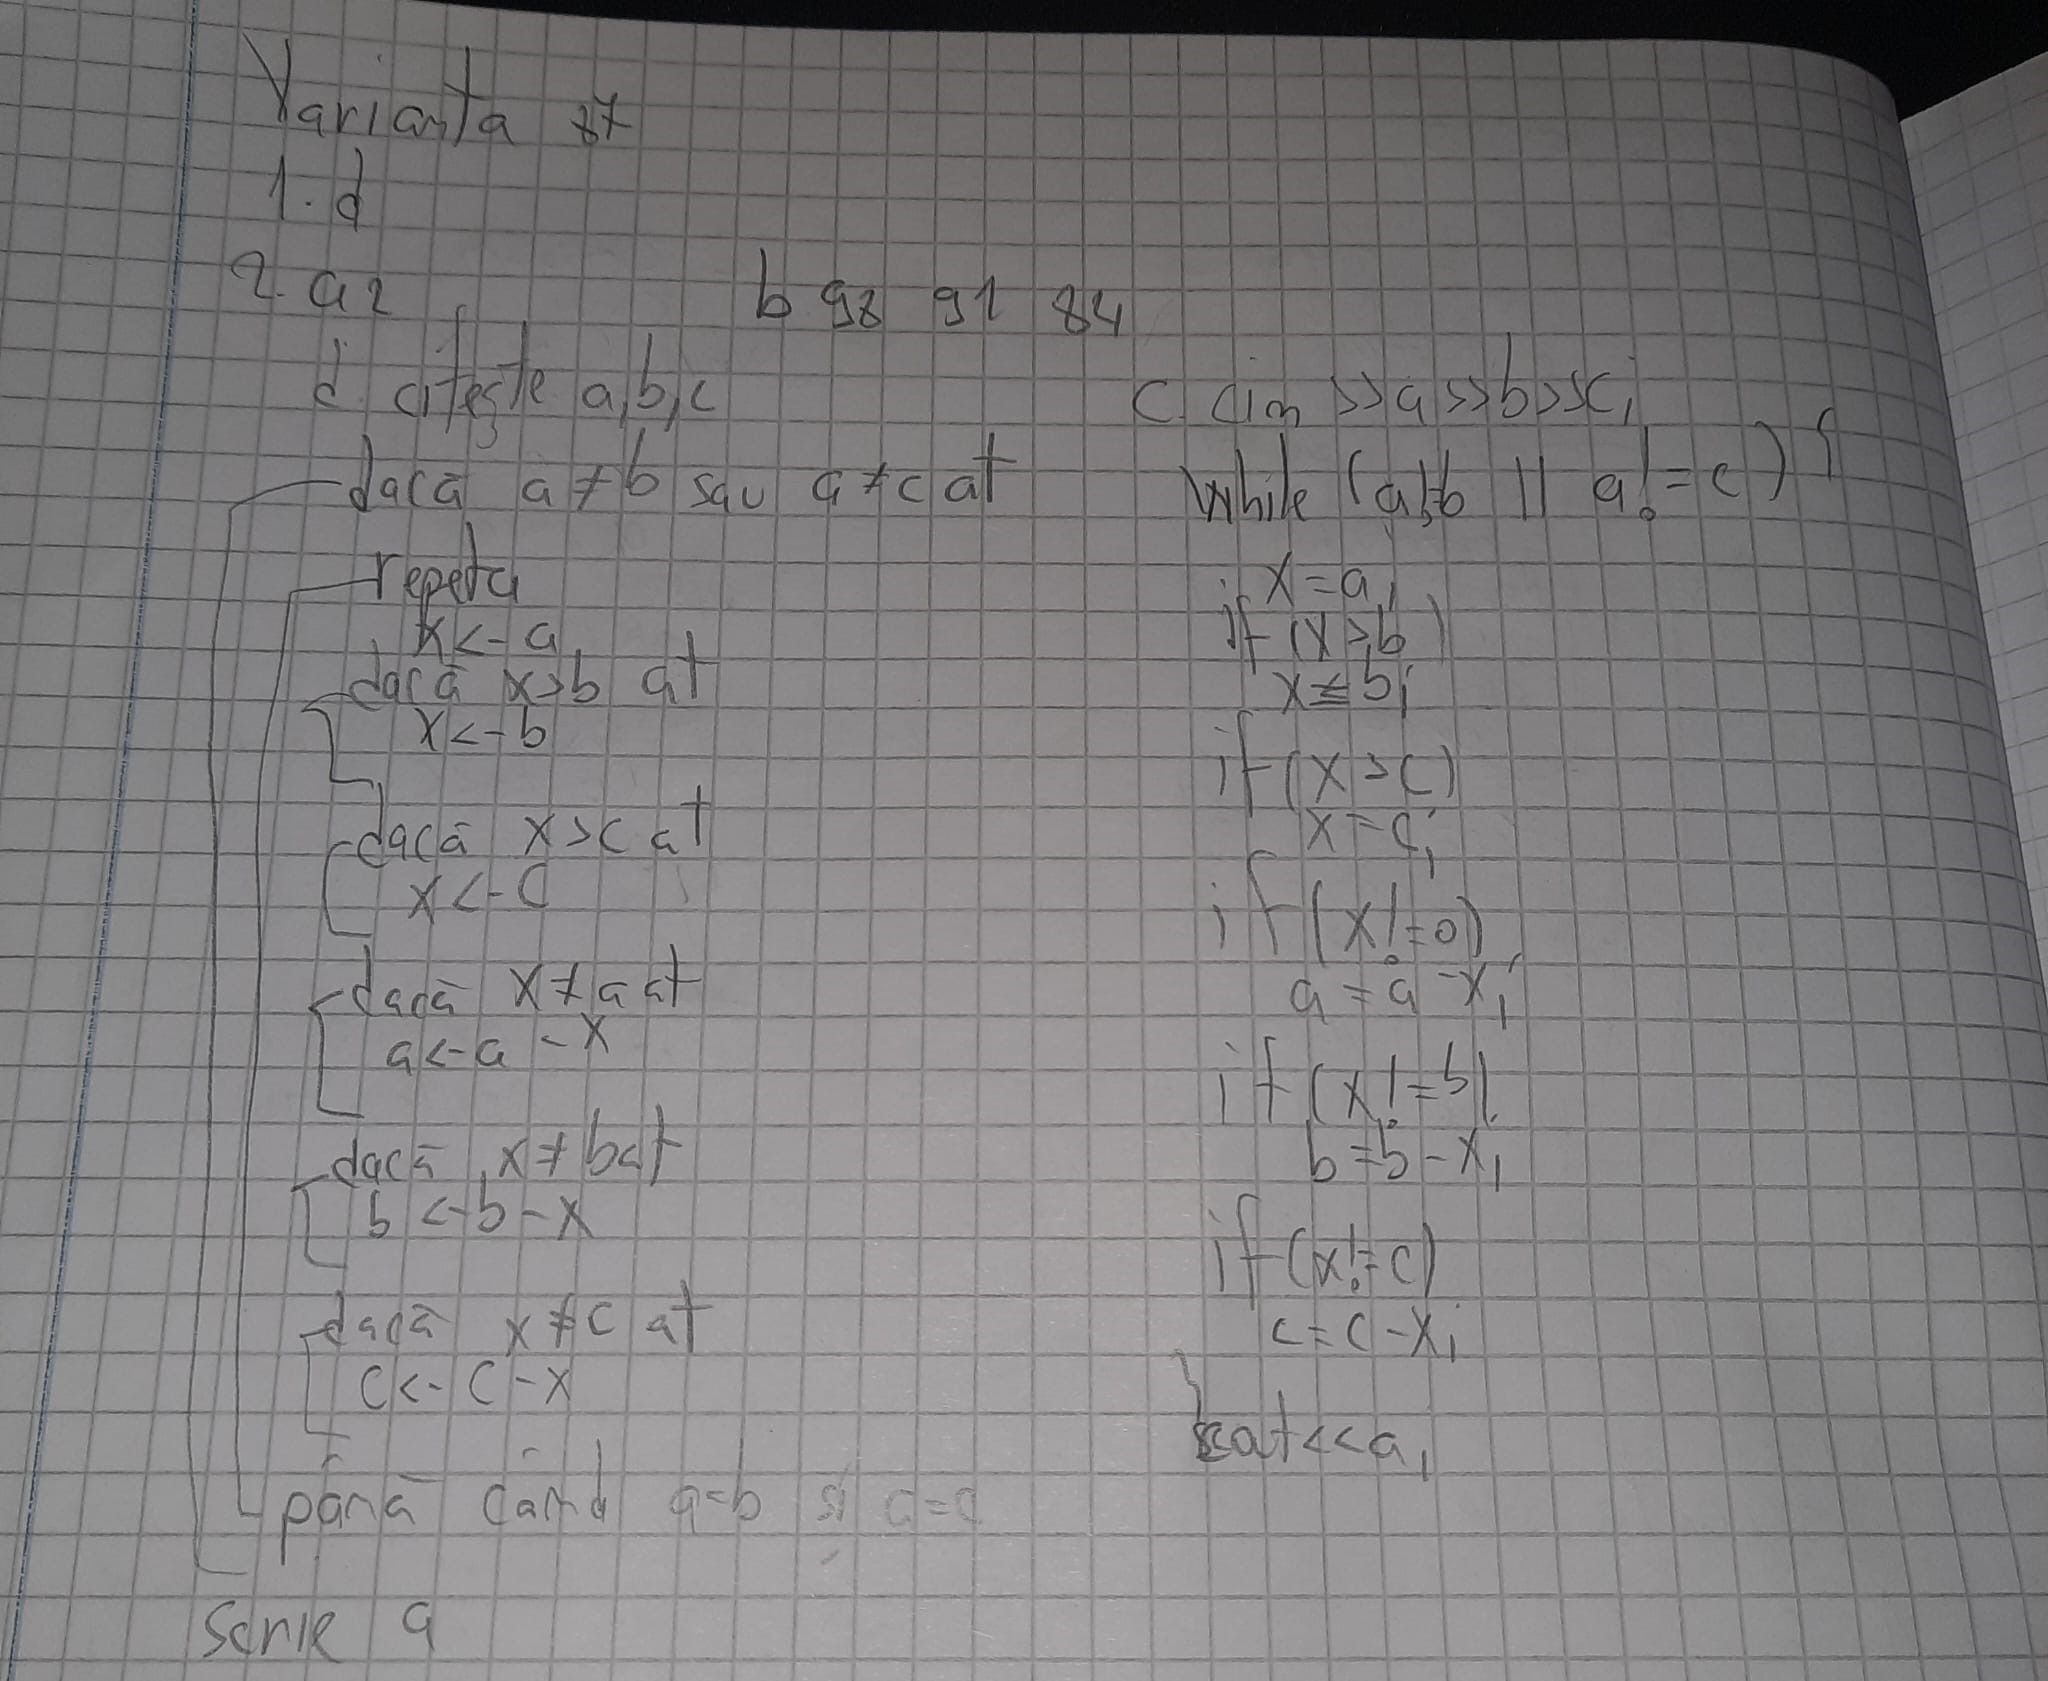 Varianta 87
1. d
2. a 2
b 98 91 84
d. citește a,b,c
dacă a≠b sau a≠c at
repetă
x<-a
dacă x>b at
x<-b
dacă x>c at
x<-c
dacă x≠a at
a<-a-x
dacă x≠b at
b<-b-x
dacă x≠c at
c<-c-x
până când a=b și a=c
scrie a
c. cin >>a>>b>>c;
while (a!=b || a!=c) {
x=a;
if (x>b)
x=b;
if (x>c)
x=c;
if (x!=0)
a=a-x;
if (x!=b)
b=b-x;
if (x!=c)
c=c-x;
}
cout<<a;